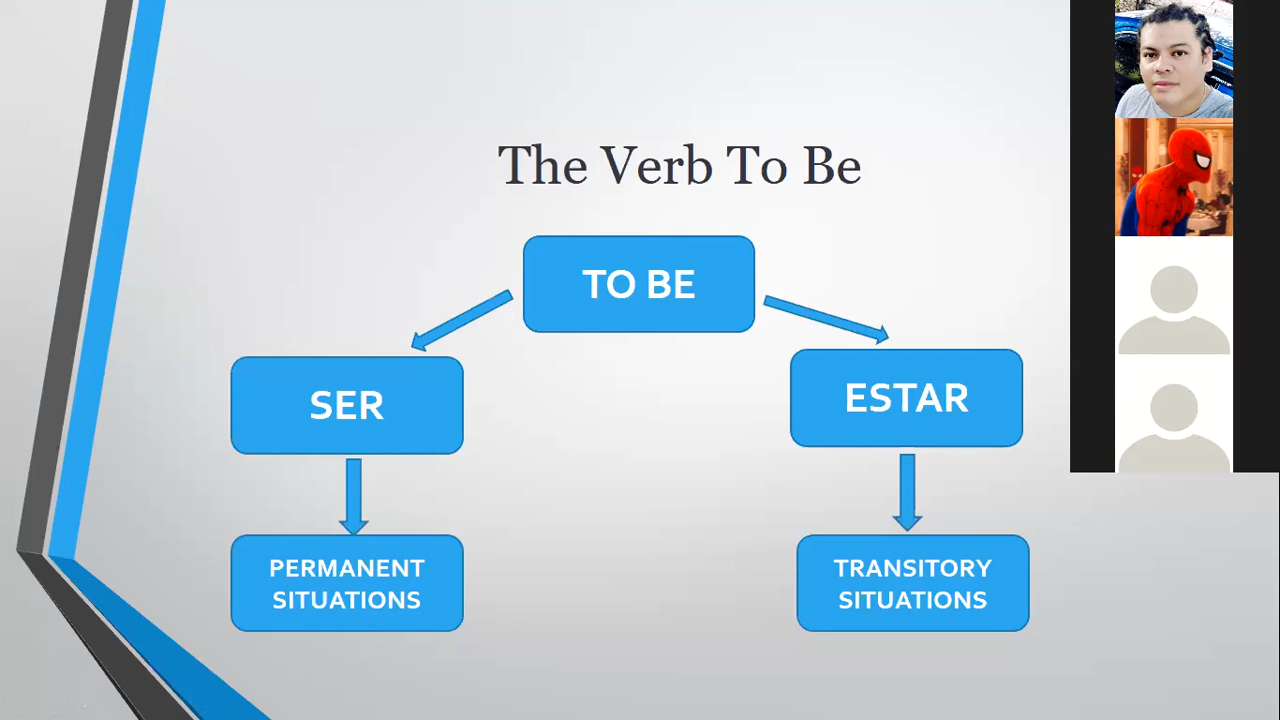 The Verb To Be
TO BE
SER
ESTAR
PERMANENT
SITUATIONS
TRANSITORY
SITUATIONS